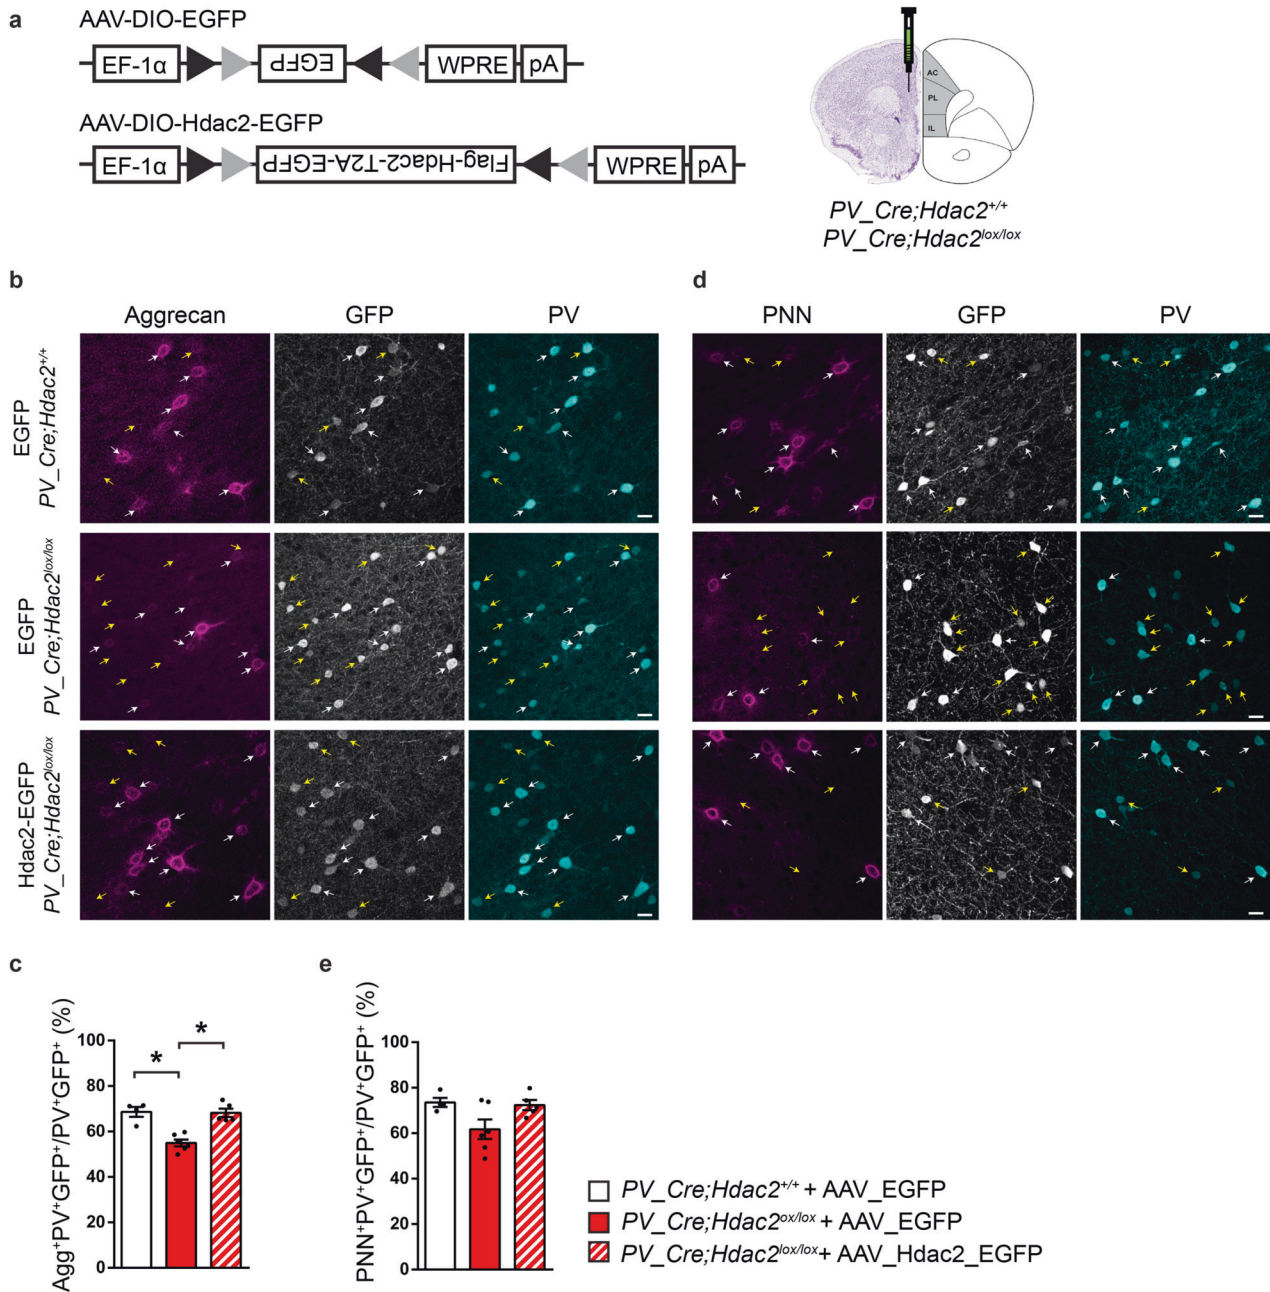 a
AAV-DIO-EGFP
EF-1α EGFP WPRE pA
AAV-DIO-Hdac2-EGFP
EF-1α Flag-Hdac2-T2A-EGFP WPRE pA
AC
PL
IL
PV_Cre;Hdac2+/+
PV_Cre;Hdac2lox/lox
b
Aggrecan GFP PV
EGFP
PV_Cre;Hdac2+/+
EGFP
PV_Cre;Hdac2lox/lox
Hdac2-EGFP
PV_Cre;Hdac2lox/lox
d
PNN GFP PV
c
Agg+PV+GFP+/PV+GFP+ (%)
100
80
60
40
20
0
* *
e
PNN+PV+GFP+/PV+GFP+ (%)
100
80
60
40
20
0
PV_Cre;Hdac2+/+ + AAV_EGFP
PV_Cre;Hdac2ox/lox + AAV_EGFP
PV_Cre;Hdac2lox/lox+ AAV_Hdac2_EGFP